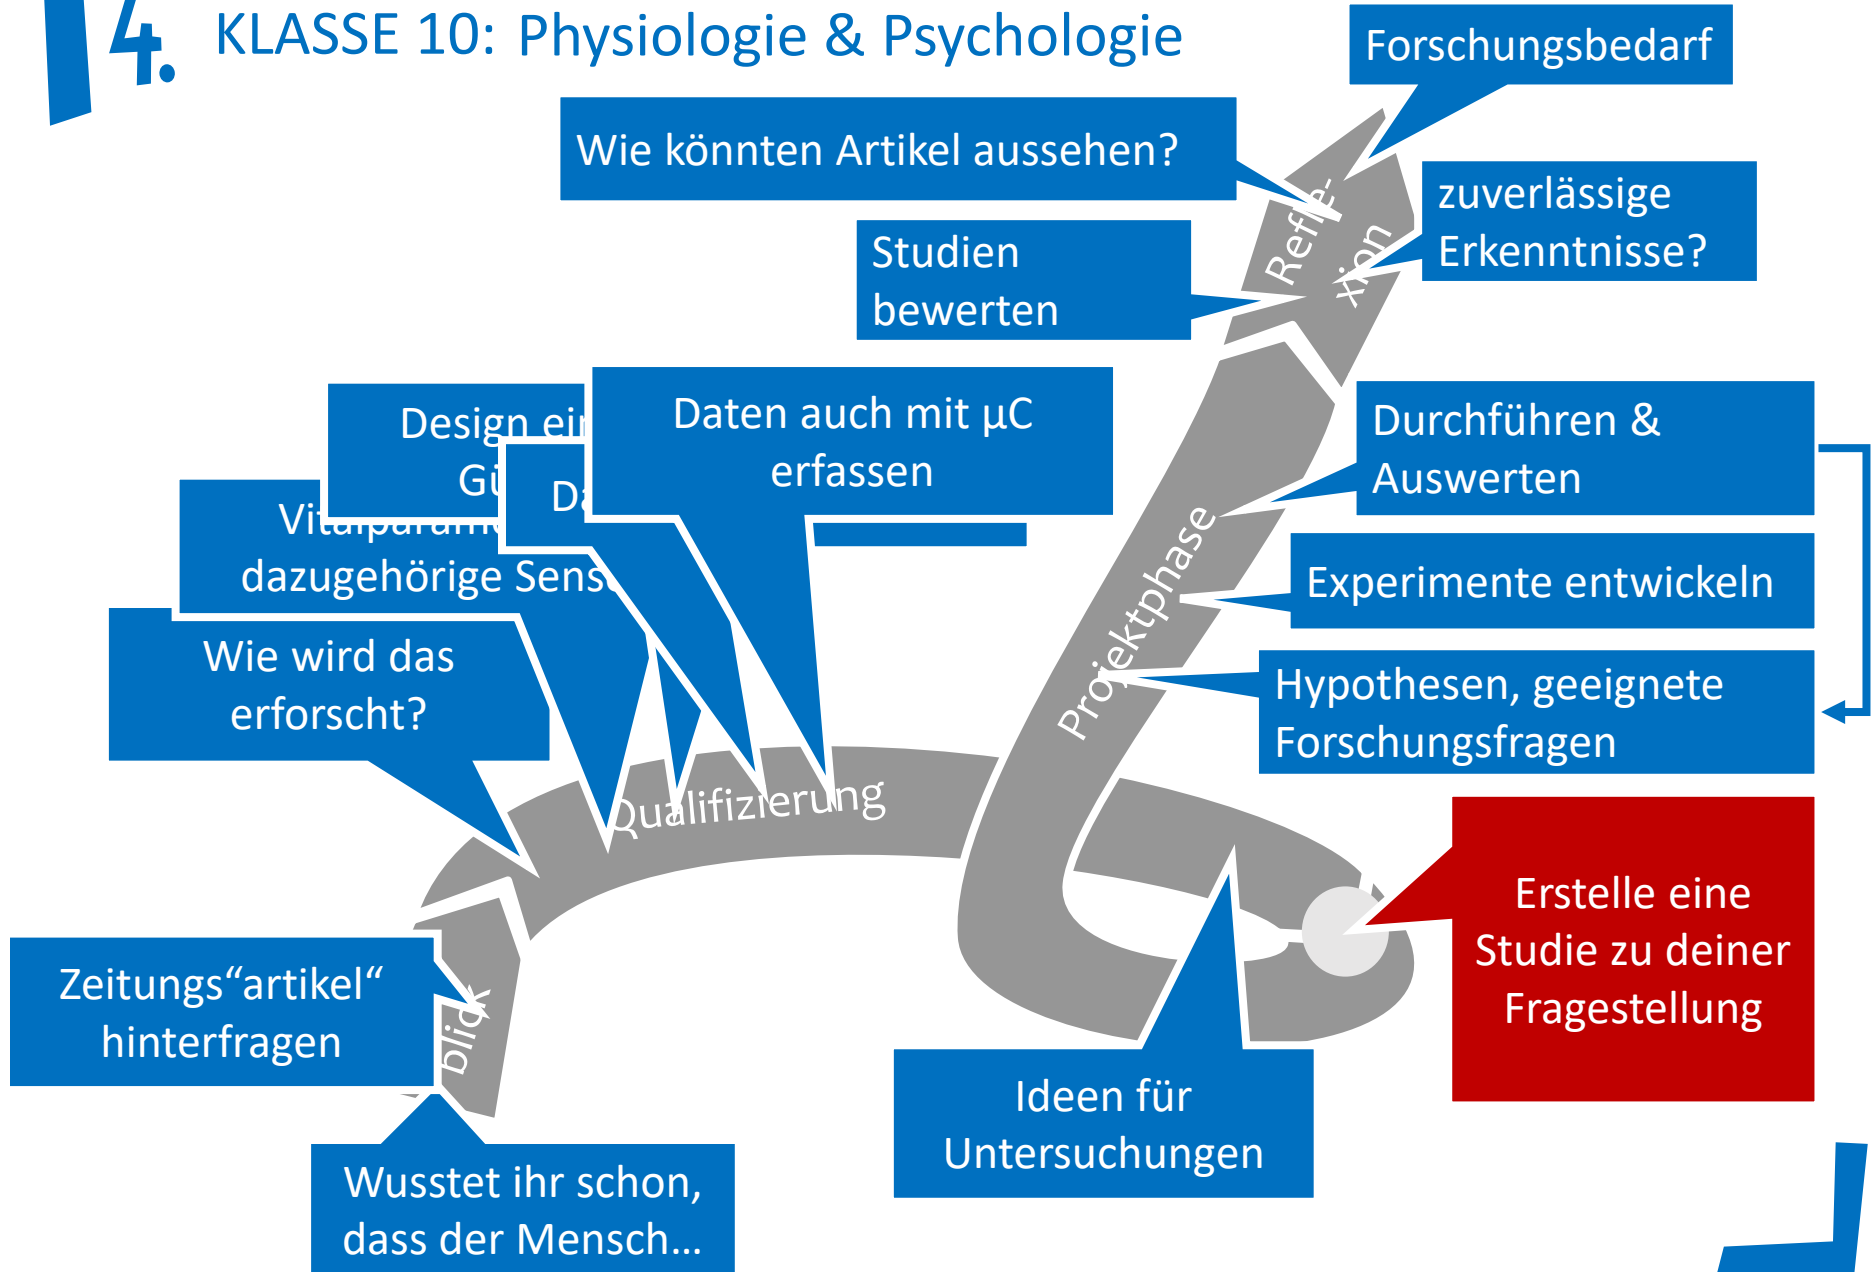 4. KLASSE 10: Physiologie & Psychologie
Forschungsbedarf
Wie könnten Artikel aussehen?
zuverlässige
Erkenntnisse?
Refle-
xion
Studien
bewerten
Design
Daten auch mit µC
erfassen
Durchführen &
Auswerten
dazugehörige
Experimente entwickeln
Projektphase
Wie wird das
erforscht?
Hypothesen, geeignete
Forschungsfragen
Qualifizierung
Erstelle eine
Studie zu deiner
Fragestellung
Zeitungs“artikel“
hinterfragen
blick
Ideen für
Untersuchungen
Wusstet ihr schon,
dass der Mensch…